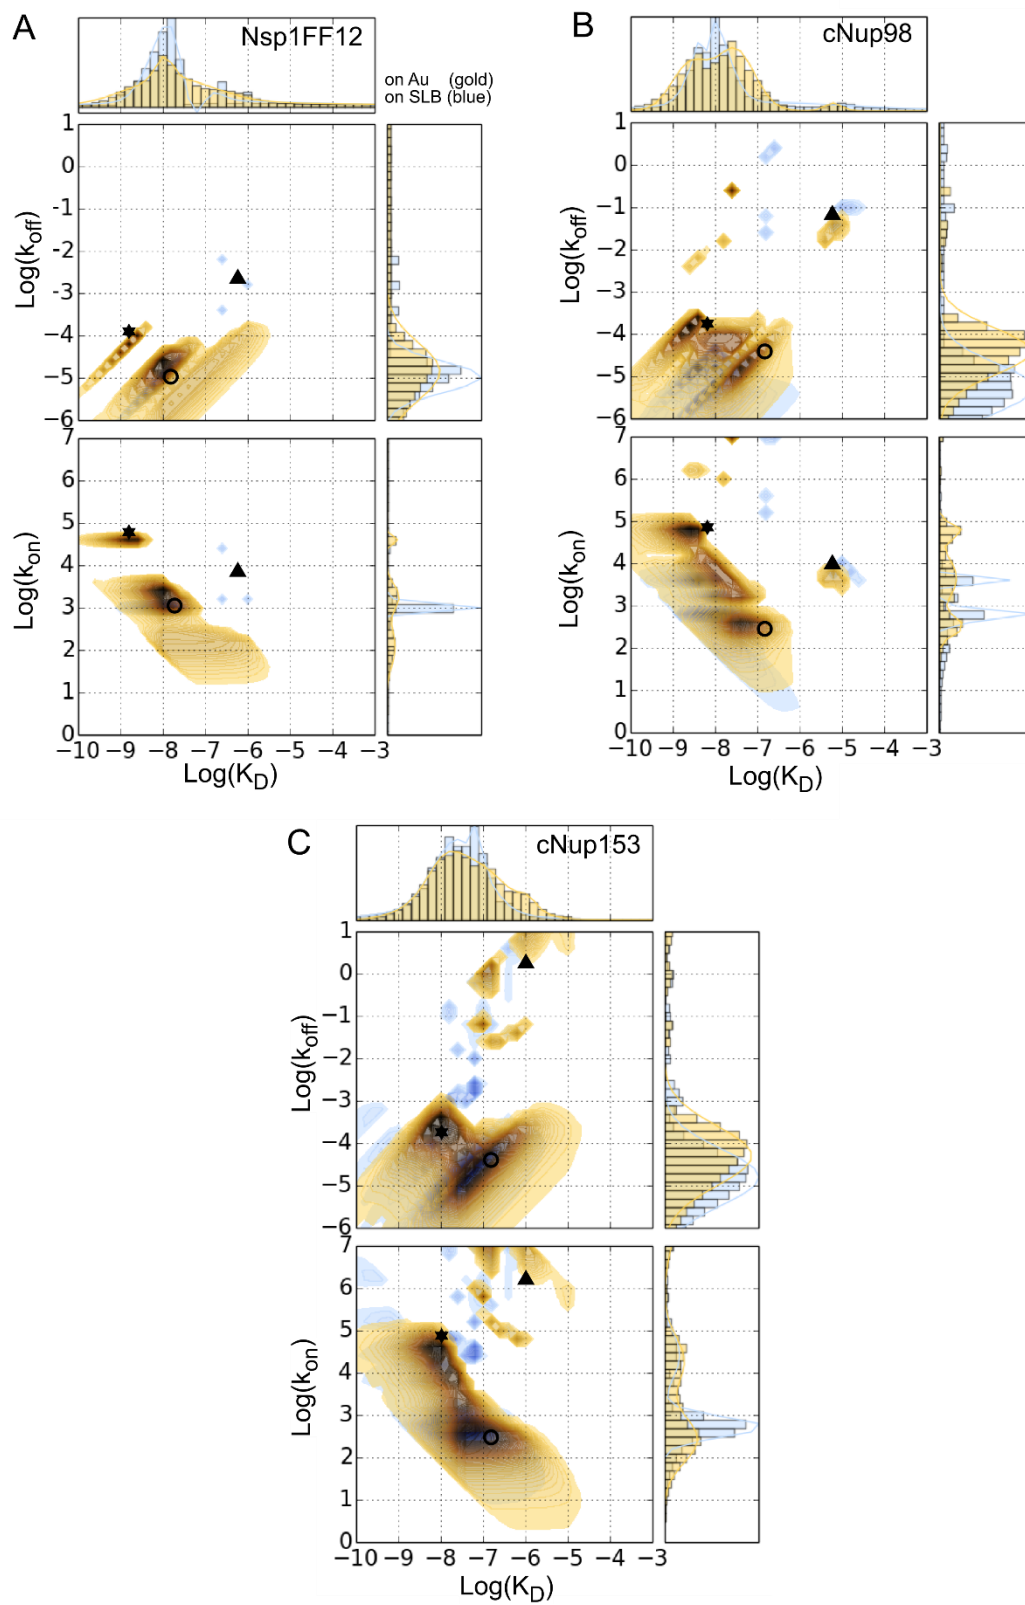 A
Nsp1FF12
on Au (gold)
on SLB (blue)
1
0
-1
−2
−3
−4
−5
−6
Log(koff)
7
6
5
4
3
2
1
0
Log(kon)
−10 −9 −8 −7 −6 −5 −4 −3
Log(KD)
B
cNup98
1
0
−1
−2
−3
−4
−5
−6
Log(koff)
7
6
5
4
3
2
1
0
Log(kon)
−10 −9 −8 −7 −6 −5 −4 −3
Log(KD)
C
cNup153
1
0
−1
−2
−3
−4
−5
−6
Log(koff)
7
6
5
4
3
2
1
0
Log(kon)
−10 −9 −8 −7 −6 −5 −4 −3
Log(KD)